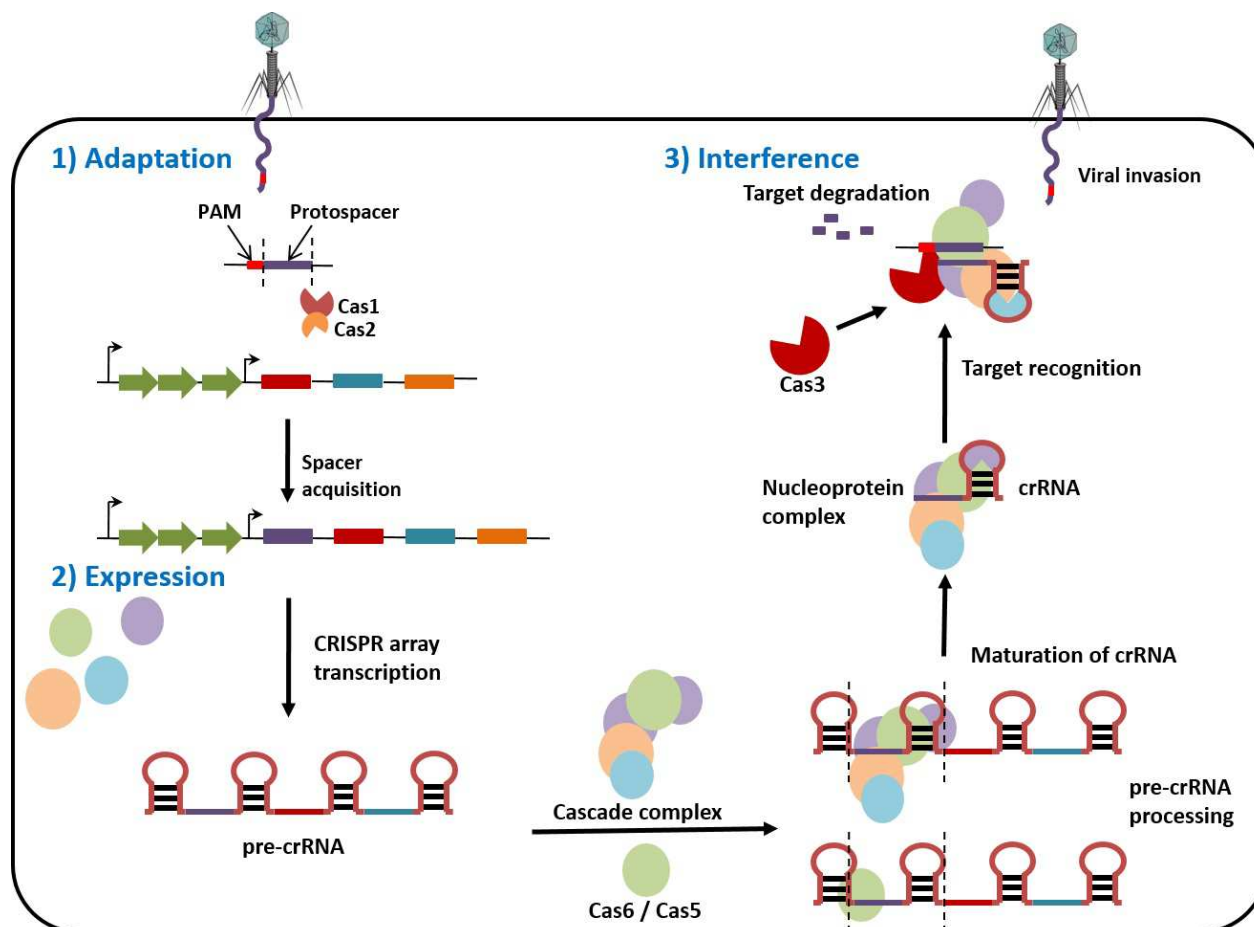 1) Adaptation
PAM
Protospacer
Cas1
Cas2
Spacer
acquisition
2) Expression
CRISPR array
transcription
pre-crRNA
Cascade complex
Cas6 / Cas5
3) Interference
Target degradation
Viral invasion
Cas3
Target recognition
Nucleoprotein
complex
crRNA
Maturation of crRNA
pre-crRNA
processing